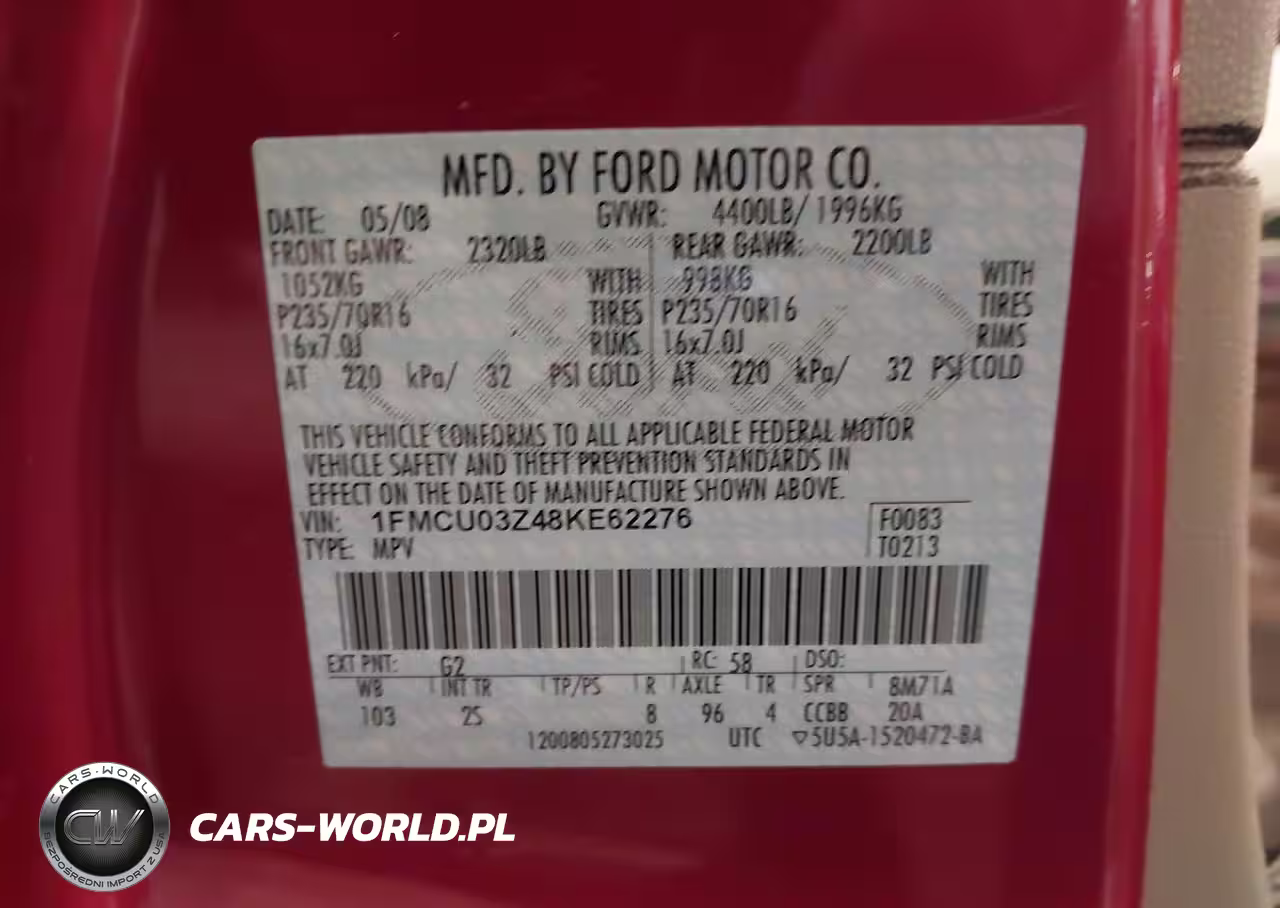 MFD. BY FORD MOTOR CO.
DATE: 05/08 GVWR: 4400LB/ 1996KG
FRONT GAWR: 2320LB REAR GAWR: 2200LB
1052KG WITH 998KG WITH
P235/70R16 TIRES P235/70R16 TIRES
16x7.0J RIMS 16x7.0J RIMS
AT 220 kPa/ 32 PSI COLD AT 220 kPa/ 32 PSI COLD
THIS VEHICLE CONFORMS TO ALL APPLICABLE FEDERAL MOTOR
VEHICLE SAFETY AND THEFT PREVENTION STANDARDS IN
EFFECT ON THE DATE OF MANUFACTURE SHOWN ABOVE.
VIN: 1FMCU03Z48KE62276 F0083
TYPE: MPV T0213
EXT PNT: G2 RC: 58 DSO:
WB INT TR TP/PS R AXLE TR SPR 8M71A
103 2S 8 96 4 CCBB 20A
1200805273025 UTC ▽5U5A-1520472-BA
CARS-WORLD
CW
BEZPOŚREDNI IMPORT Z USA
CARS-WORLD.PL